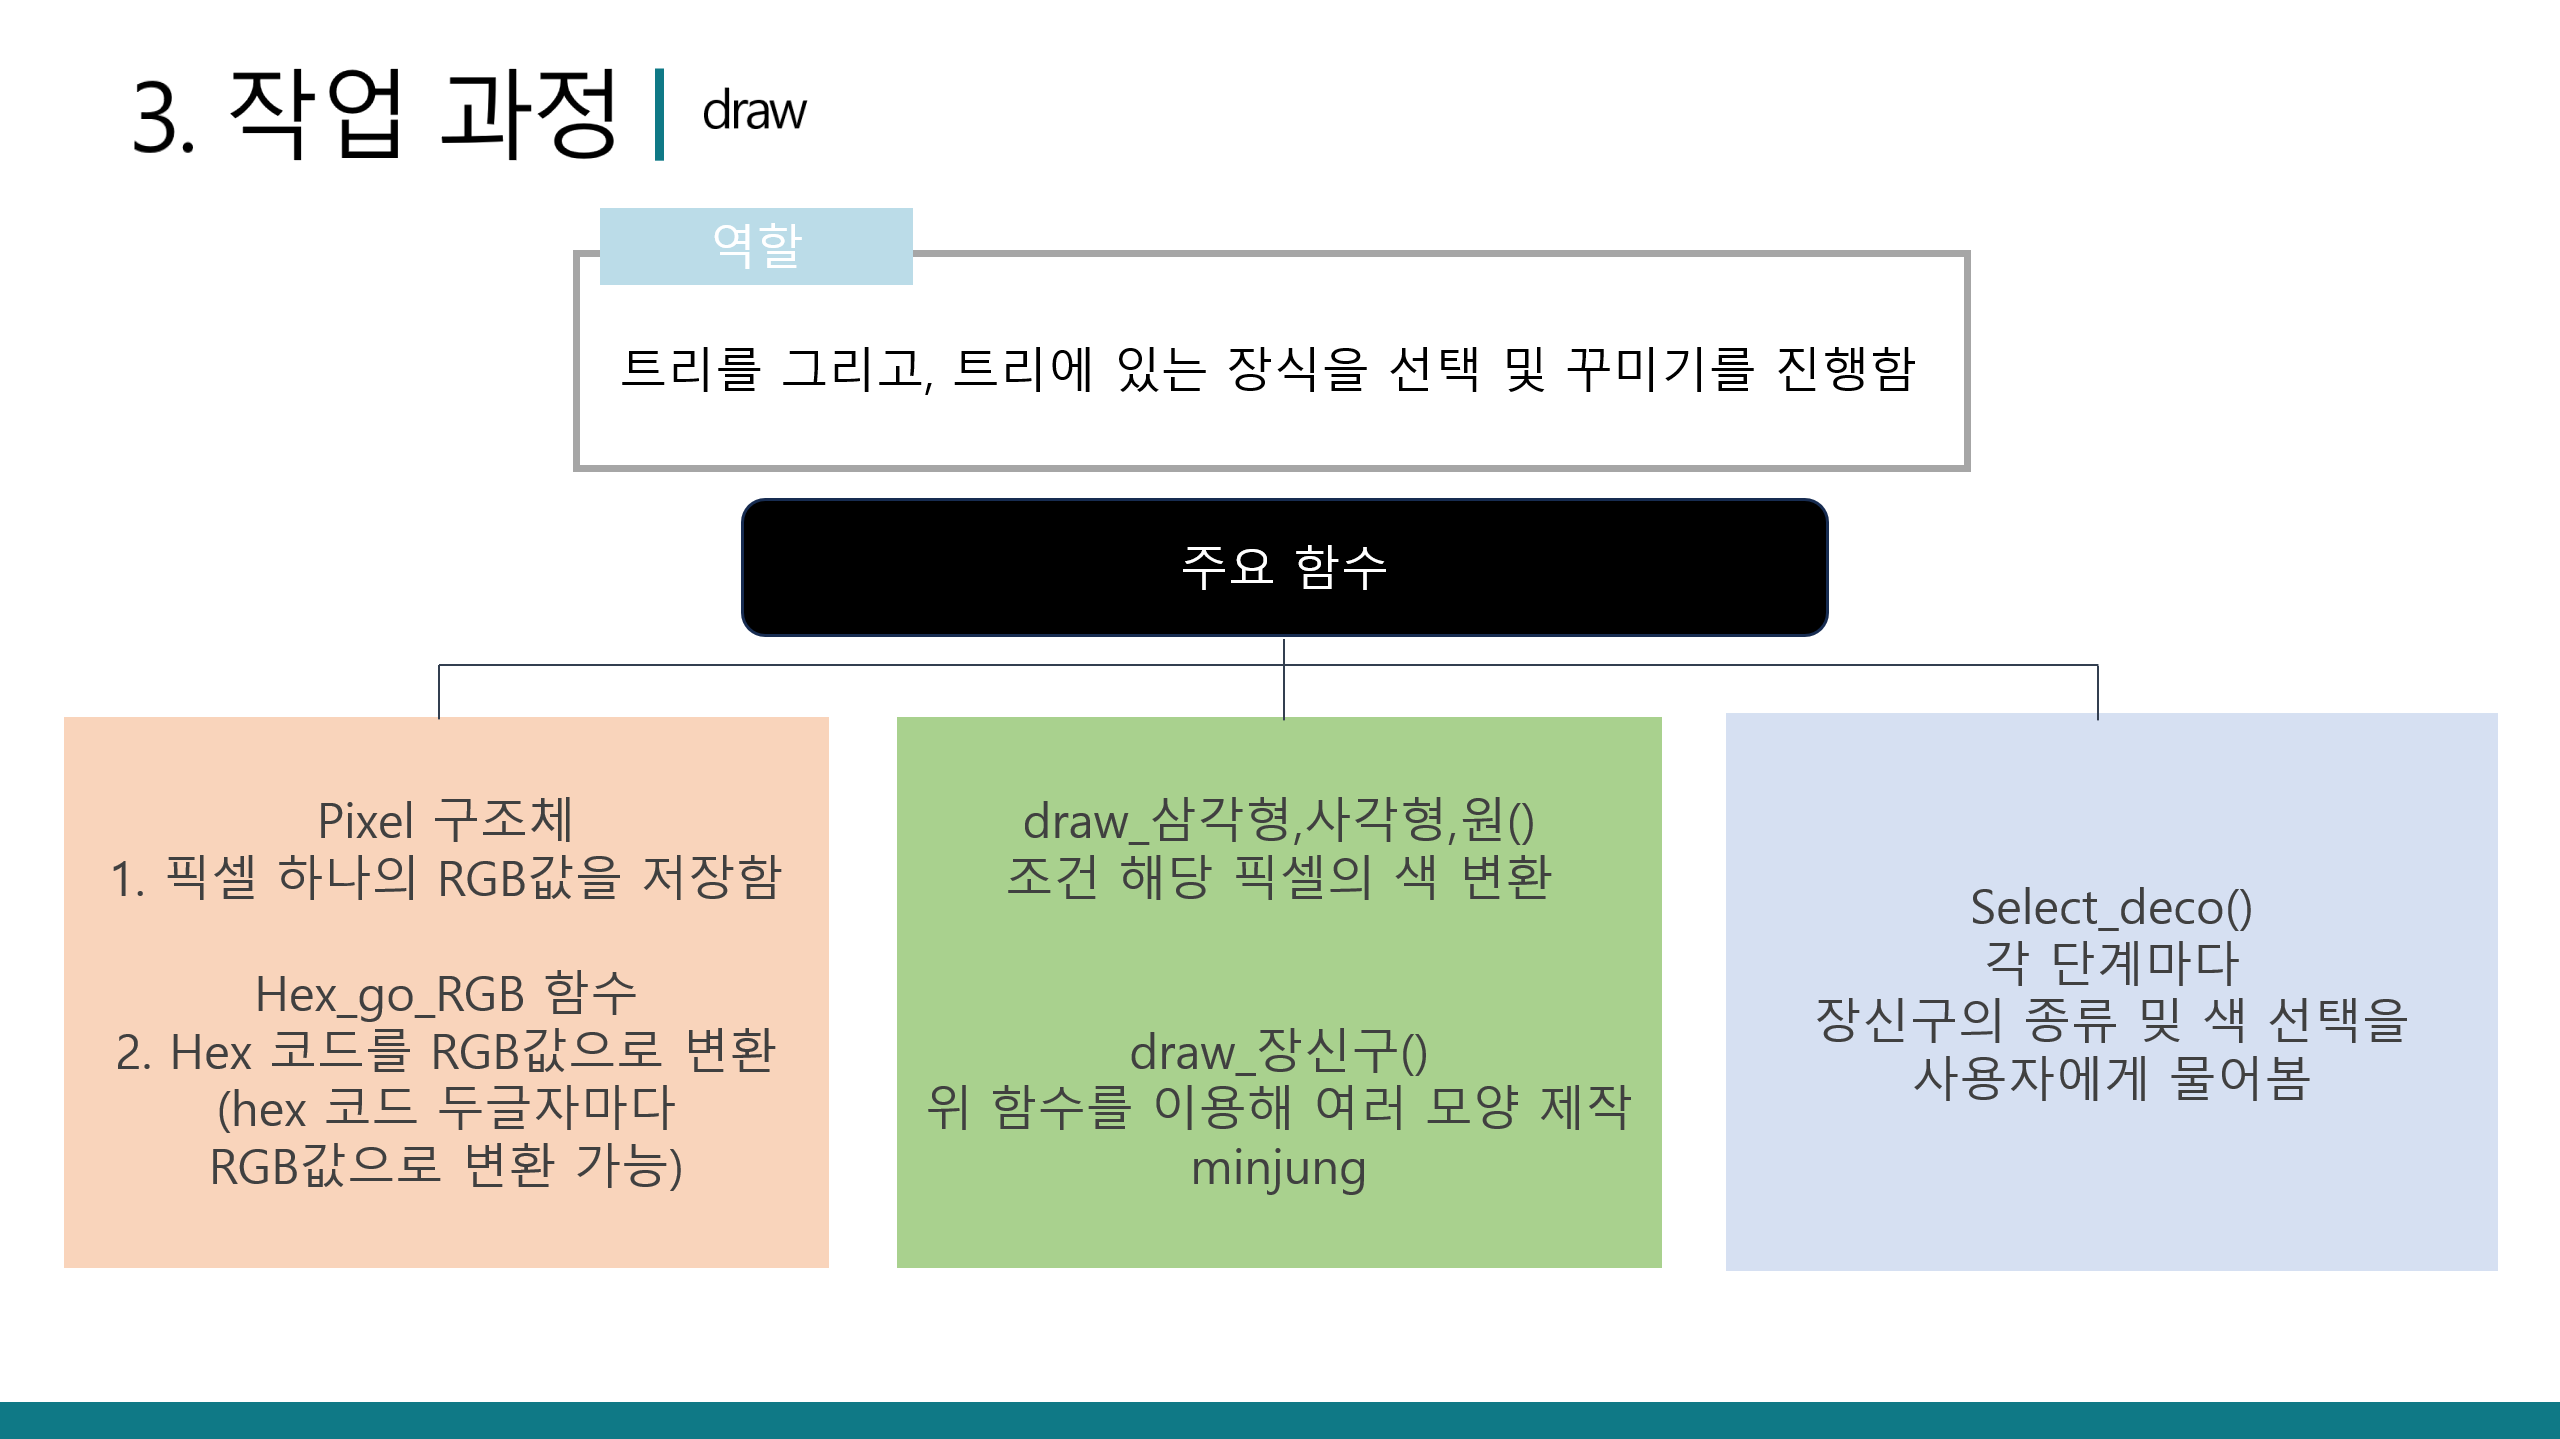 3. 작업 과정
draw
역할
트리를 그리고, 트리에 있는 장식을 선택 및 꾸미기를 진행함
주요 함수
Pixel 구조체
1. 픽셀 하나의 RGB값을 저장함
Hex_go_RGB 함수
2. Hex 코드를 RGB값으로 변환
(hex 코드 두글자마다
RGB값으로 변환 가능)
draw_삼각형,사각형,원()
조건 해당 픽셀의 색 변환
draw_장신구()
위 함수를 이용해 여러 모양 제작
minjung
Select_deco()
각 단계마다
장신구의 종류 및 색 선택을
사용자에게 물어봄